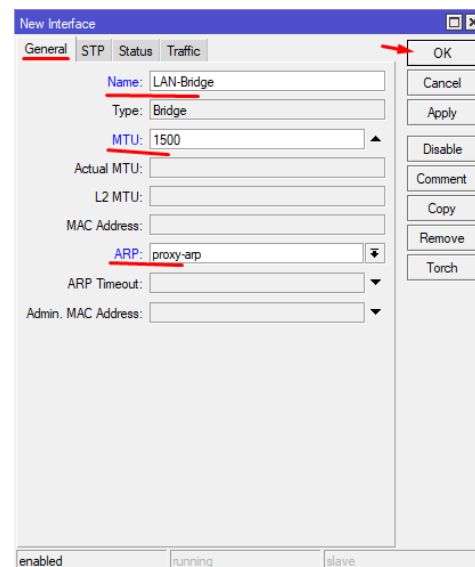 New Interface
General STP Status Traffic
OK
Name: LAN-Bridge
Cancel
Type: Bridge
Apply
MTU: 1500
Disable
Actual MTU:
Comment
L2 MTU:
Copy
MAC Address:
Remove
ARP: proxy-arp
Torch
ARP Timeout:
Admin. MAC Address:
enabled running slave